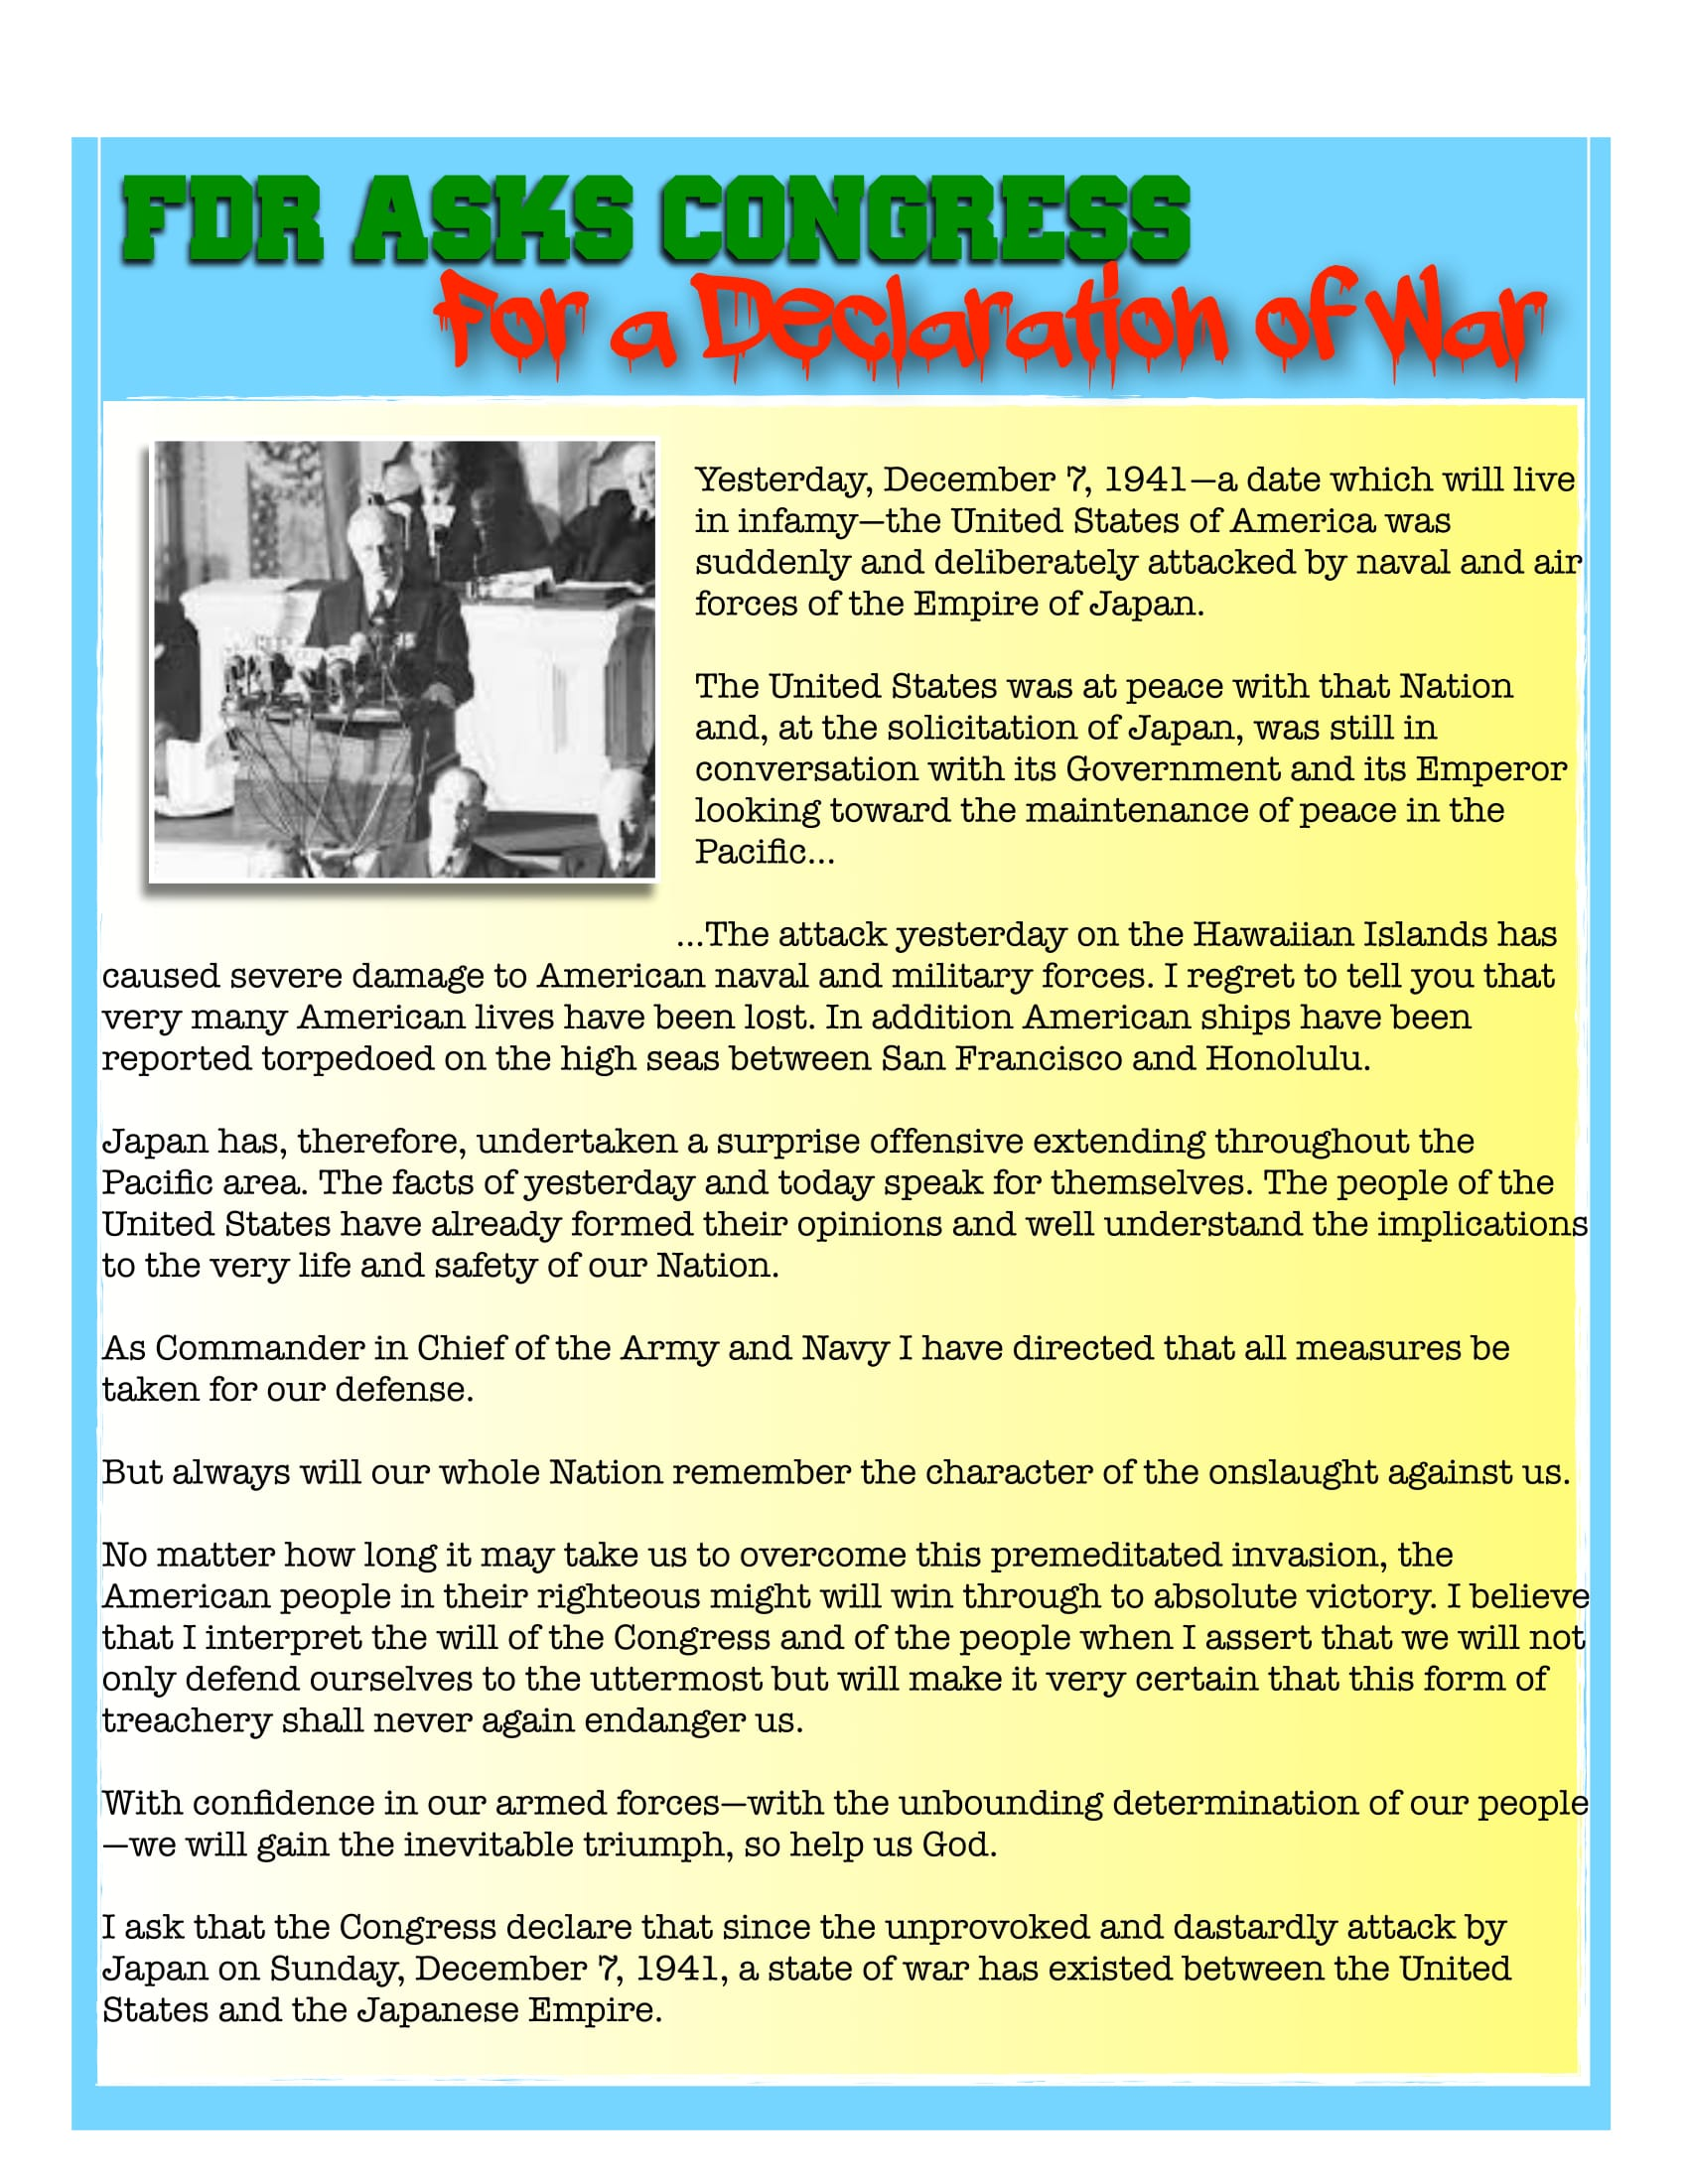 FDR ASKS CONGRESS
For a Declaration of War
Yesterday, December 7, 1941—a date which will live
in infamy—the United States of America was
suddenly and deliberately attacked by naval and air
forces of the Empire of Japan.
The United States was at peace with that Nation
and, at the solicitation of Japan, was still in
conversation with its Government and its Emperor
looking toward the maintenance of peace in the
Pacific...
...The attack yesterday on the Hawaiian Islands has
caused severe damage to American naval and military forces. I regret to tell you that
very many American lives have been lost. In addition American ships have been
reported torpedoed on the high seas between San Francisco and Honolulu.
Japan has, therefore, undertaken a surprise offensive extending throughout the
Pacific area. The facts of yesterday and today speak for themselves. The people of the
United States have already formed their opinions and well understand the implications
to the very life and safety of our Nation.
As Commander in Chief of the Army and Navy I have directed that all measures be
taken for our defense.
But always will our whole Nation remember the character of the onslaught against us.
No matter how long it may take us to overcome this premeditated invasion, the
American people in their righteous might will win through to absolute victory. I believe
that I interpret the will of the Congress and of the people when I assert that we will not
only defend ourselves to the uttermost but will make it very certain that this form of
treachery shall never again endanger us.
With confidence in our armed forces—with the unbounding determination of our people
—we will gain the inevitable triumph, so help us God.
I ask that the Congress declare that since the unprovoked and dastardly attack by
Japan on Sunday, December 7, 1941, a state of war has existed between the United
States and the Japanese Empire.